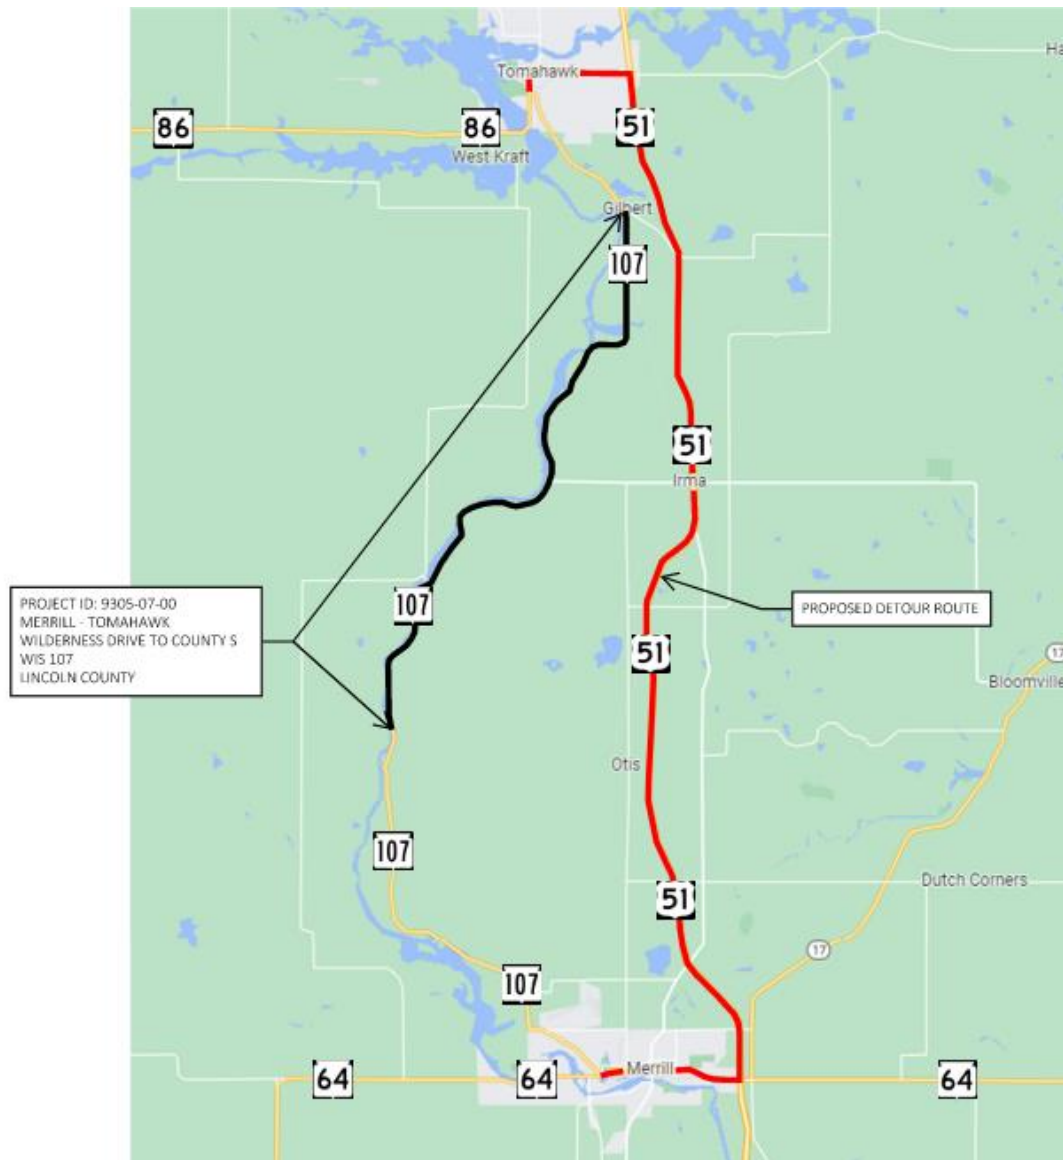 Ha
Tomahawk
86
86
51
West Kraft
Gilbert
107
51
Irma
PROJECT ID: 9305-07-00
MERRILL - TOMAHAWK
WILDERNESS DRIVE TO COUNTY S
WIS 107
LINCOLN COUNTY
107
PROPOSED DETOUR ROUTE
51
17
Bloomville
Otis
107
51
Dutch Corners
17
107
64
64
Merrill
64